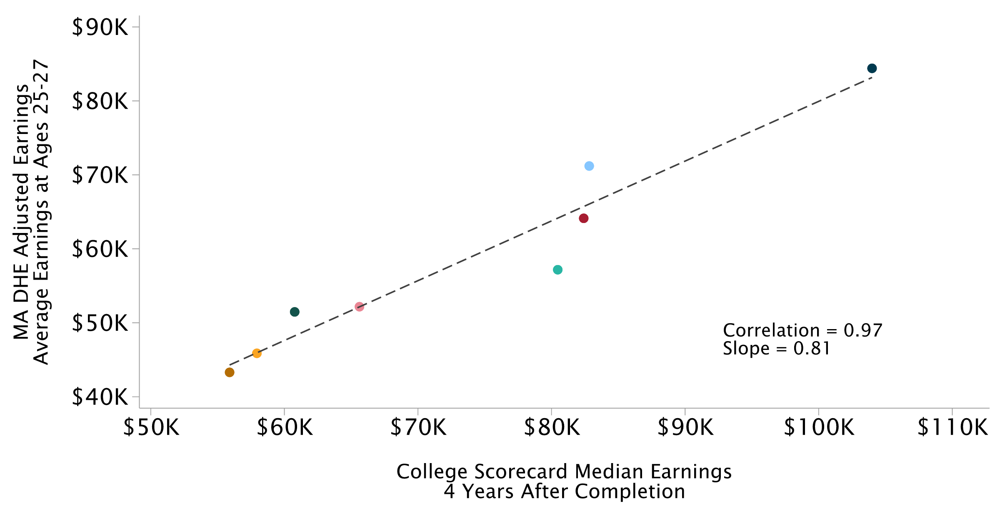 $90K
$80K
$70K
$60K
$50K
$40K
MA DHE Adjusted Earnings
Average Earnings at Ages 25-27
Correlation = 0.97
Slope = 0.81
$50K
$60K
$70K
$80K
$90K
$100K
$110K
College Scorecard Median Earnings
4 Years After Completion